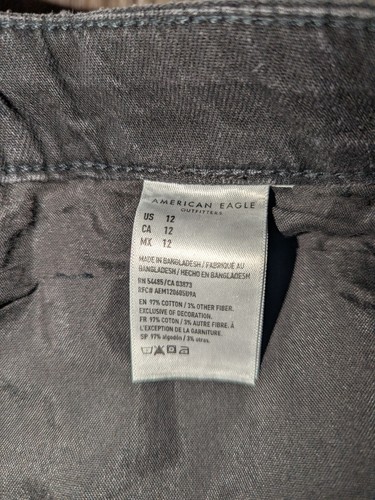 AMERICAN EAGLE
OUTFITTERS
US 12
CA 12
MX 12
MADE IN BANGLADESH / FABRIQUÉ AU
BANGLADESH / HECHO EN BANGLADESH
RN 54485/CA 03873
RFC# AEM1206050I9A
EN 97% COTTON / 3% OTHER FIBER.
EXCLUSIVE OF DECORATION.
FR 97% COTON / 3% AUTRE FIBRE. À
L'EXCEPTION DE LA GARNITURE
SP 97% algodón / 3% otras.